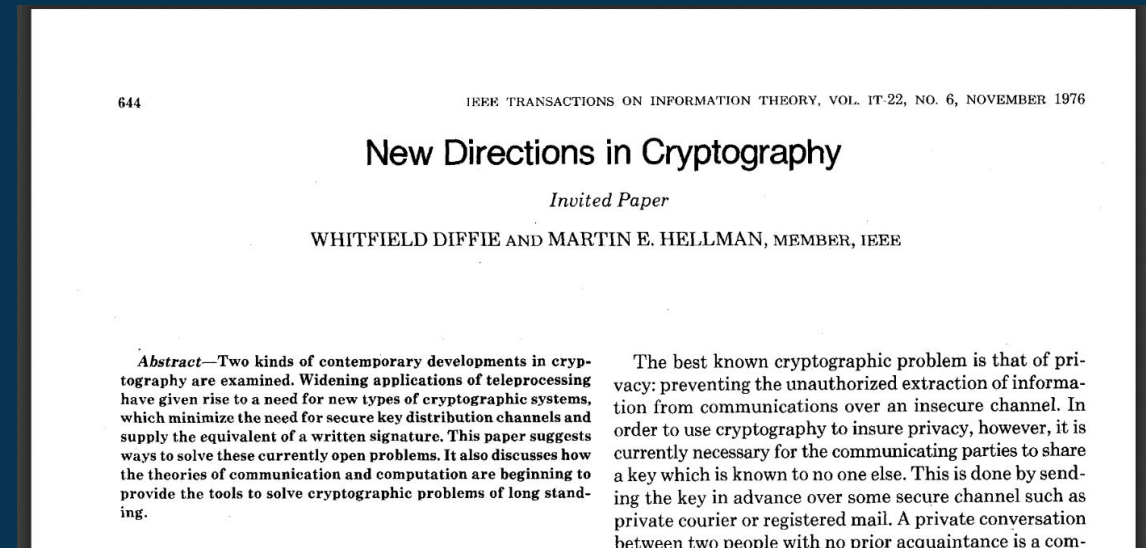 644
IEEE TRANSACTIONS ON INFORMATION THEORY, VOL. IT-22, NO. 6, NOVEMBER 1976
New Directions in Cryptography
Invited Paper
WHITFIELD DIFFIE AND MARTIN E. HELLMAN, MEMBER, IEEE
Abstract—Two kinds of contemporary developments in cryp-
tography are examined. Widening applications of teleprocessing
have given rise to a need for new types of cryptographic systems,
which minimize the need for secure key distribution channels and
supply the equivalent of a written signature. This paper suggests
ways to solve these currently open problems. It also discusses how
the theories of communication and computation are beginning to
provide the tools to solve cryptographic problems of long stand-
ing.
The best known cryptographic problem is that of pri-
vacy: preventing the unauthorized extraction of informa-
tion from communications over an insecure channel. In
order to use cryptography to insure privacy, however, it is
currently necessary for the communicating parties to share
a key which is known to no one else. This is done by send-
ing the key in advance over some secure channel such as
private courier or registered mail. A private conversation
between two people with no prior acquaintance is a com-